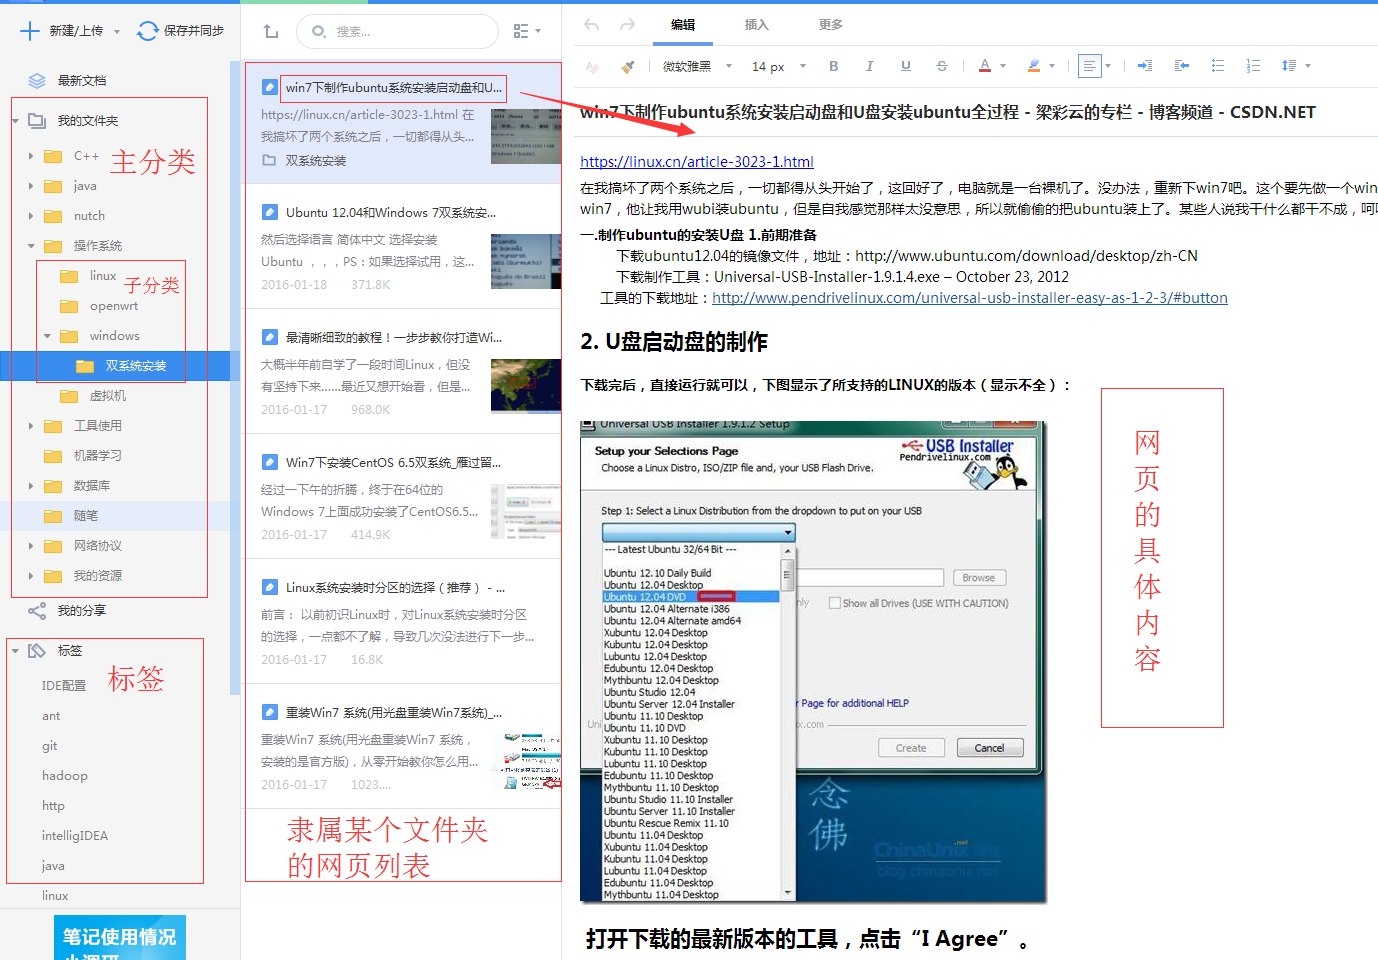 新建/上传
保存并同步
最新文档
我的文件夹
C++
主分类
java
nutch
操作系统
linux
子分类
openwrt
windows
双系统安装
虚拟机
工具使用
机器学习
数据库
随笔
网络协议
我的资源
我的分享
标签
标签
IDE配置
ant
git
hadoop
http
intelligIDEA
java
linux
笔记使用情况
小调研
搜索...
win7下制作ubuntu系统安装启动盘和U...
https://linux.cn/article-3023-1.html 在
我搞坏了两个系统之后，一切都得从头...
双系统安装
Ubuntu 12.04和Windows 7双系统安...
然后选择语言 简体中文 选择安装
Ubuntu ，，，PS：如果选择试用，这...
2016-01-18 371.8K
最清晰细致的教程！一步步教你打造Wi...
大概半年前自学了一段时间Linux，但没
有坚持下来......最近又想开始看，但是...
2016-01-17 968.0K
Win7下安装CentOS 6.5双系统_雁过留...
经过一下午的折腾，终于在64位的
Windows 7上面成功安装了CentOS6.5...
2016-01-17 414.9K
Linux系统安装时分区的选择（推荐） - ...
前言： 以前初识Linux时，对Linux系统安装时分区
的选择，一点都不了解，导致几次没法进行下一步...
2016-01-17 16.8K
重装Win7 系统(用光盘重装Win7系统)_...
重装Win7 系统(用光盘重装Win7 系统，
安装的是官方版)，从零开始教你怎么用...
2016-01-17 1023....
隶属某个文件夹
的网页列表
编辑 插入 更多
微软雅黑 14 px B I U S A
win7下制作ubuntu系统安装启动盘和U盘安装ubuntu全过程 - 梁彩云的专栏 - 博客频道 - CSDN.NET
https://linux.cn/article-3023-1.html
在我搞坏了两个系统之后，一切都得从头开始了，这回好了，电脑就是一台裸机了。没办法，重新下win7吧。这个要先做一个win
win7，他让我用wubi装ubuntu，但是自我感觉那样太没意思，所以就偷偷的把ubuntu装上了。某些人说我干什么都干不成，呵
一.制作ubuntu的安装U盘 1.前期准备
下载ubuntu12.04的镜像文件，地址：http://www.ubuntu.com/download/desktop/zh-CN
下载制作工具：Universal-USB-Installer-1.9.1.4.exe – October 23, 2012
工具的下载地址：http://www.pendrivelinux.com/universal-usb-installer-easy-as-1-2-3/#button
2. U盘启动盘的制作
下载完后，直接运行就可以，下图显示了所支持的LINUX的版本（显示不全）：
Universal USB Installer 1.9.1.2 Setup
Setup your Selections Page
Choose a Linux Distro, ISO/ZIP file and, your USB Flash Drive.
USB Installer
Pendrivelinux.com
Step 1: Select a Linux Distribution from the dropdown to put on your USB
--- Latest Ubuntu 32/64 Bit ---
Ubuntu 12.10 Daily Build
Ubuntu 12.04 Desktop
Ubuntu 12.04 DVD
Ubuntu 12.04 Alternate i386
Ubuntu 12.04 Alternate amd64
Xubuntu 12.04 Desktop
Kubuntu 12.04 Desktop
Lubuntu 12.04 Desktop
Edubuntu 12.04 Desktop
Mythbuntu 12.04 Desktop
Ubuntu Studio 12.04
Ubuntu Server 12.04 Installer
Ubuntu 11.10 Desktop
Ubuntu 11.10 DVD
Xubuntu 11.10 Desktop
Kubuntu 11.10 Desktop
Lubuntu 11.10 Desktop
Edubuntu 11.10 Desktop
Mythbuntu 11.10 Desktop
Ubuntu Studio 11.10 Installer
Ubuntu Server 11.10 Installer
Ubuntu Rescue Remix 11.10
Ubuntu 11.04 Desktop
Xubuntu 11.04 Desktop
Kubuntu 11.04 Desktop
Lubuntu 11.04 Desktop
Edubuntu 11.04 Desktop
Mythbuntu 11.04 Desktop
Browse
Show all Drives (USE WITH CAUTION)
Page for additional HELP
Create Cancel
念
佛
ChinaUnix
.net
blog.chinaunix.net
网页的具体内容
打开下载的最新版本的工具，点击“I Agree”。